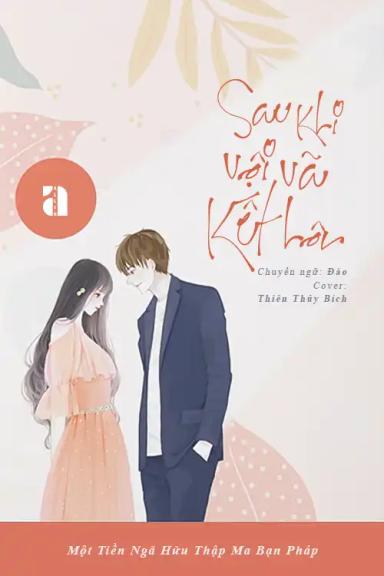 Sau khi
vội vã
Kết hôn
a
Chuyển ngữ: Đào
Cover:
Thiên Thủy Bích
Một Tiền Ngã Hữu Thập Ma Bạn Pháp